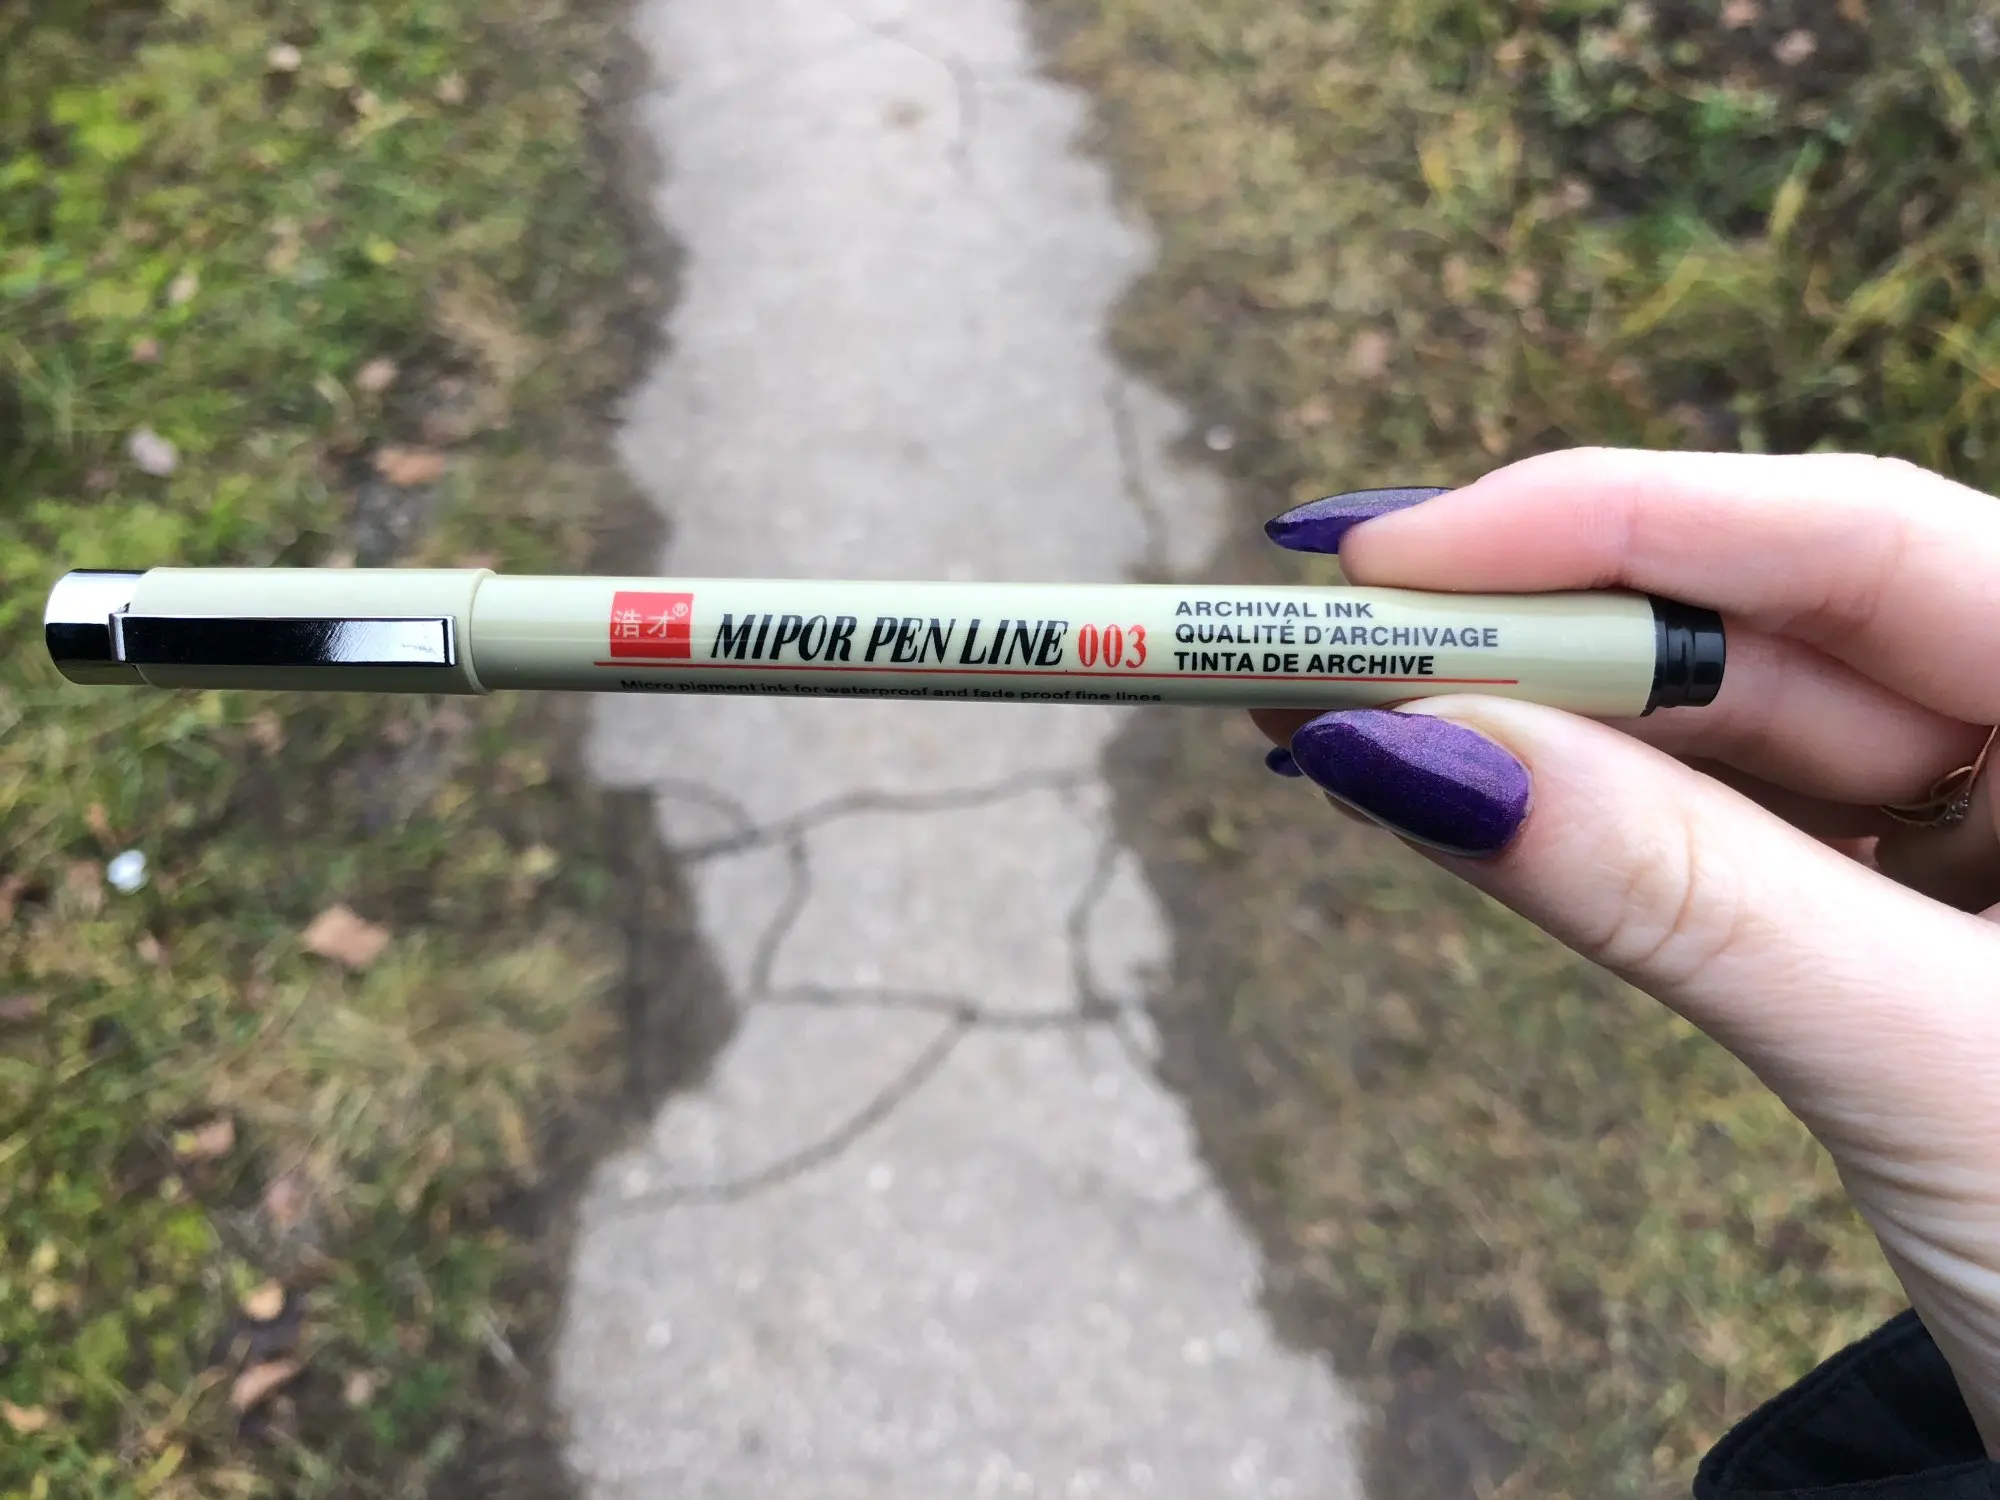 浩才®
MIPOR PEN LINE 003
ARCHIVAL INK
QUALITÉ D'ARCHIVAGE
TINTA DE ARCHIVE
Micro pigment ink for waterproof and fade proof fine lines